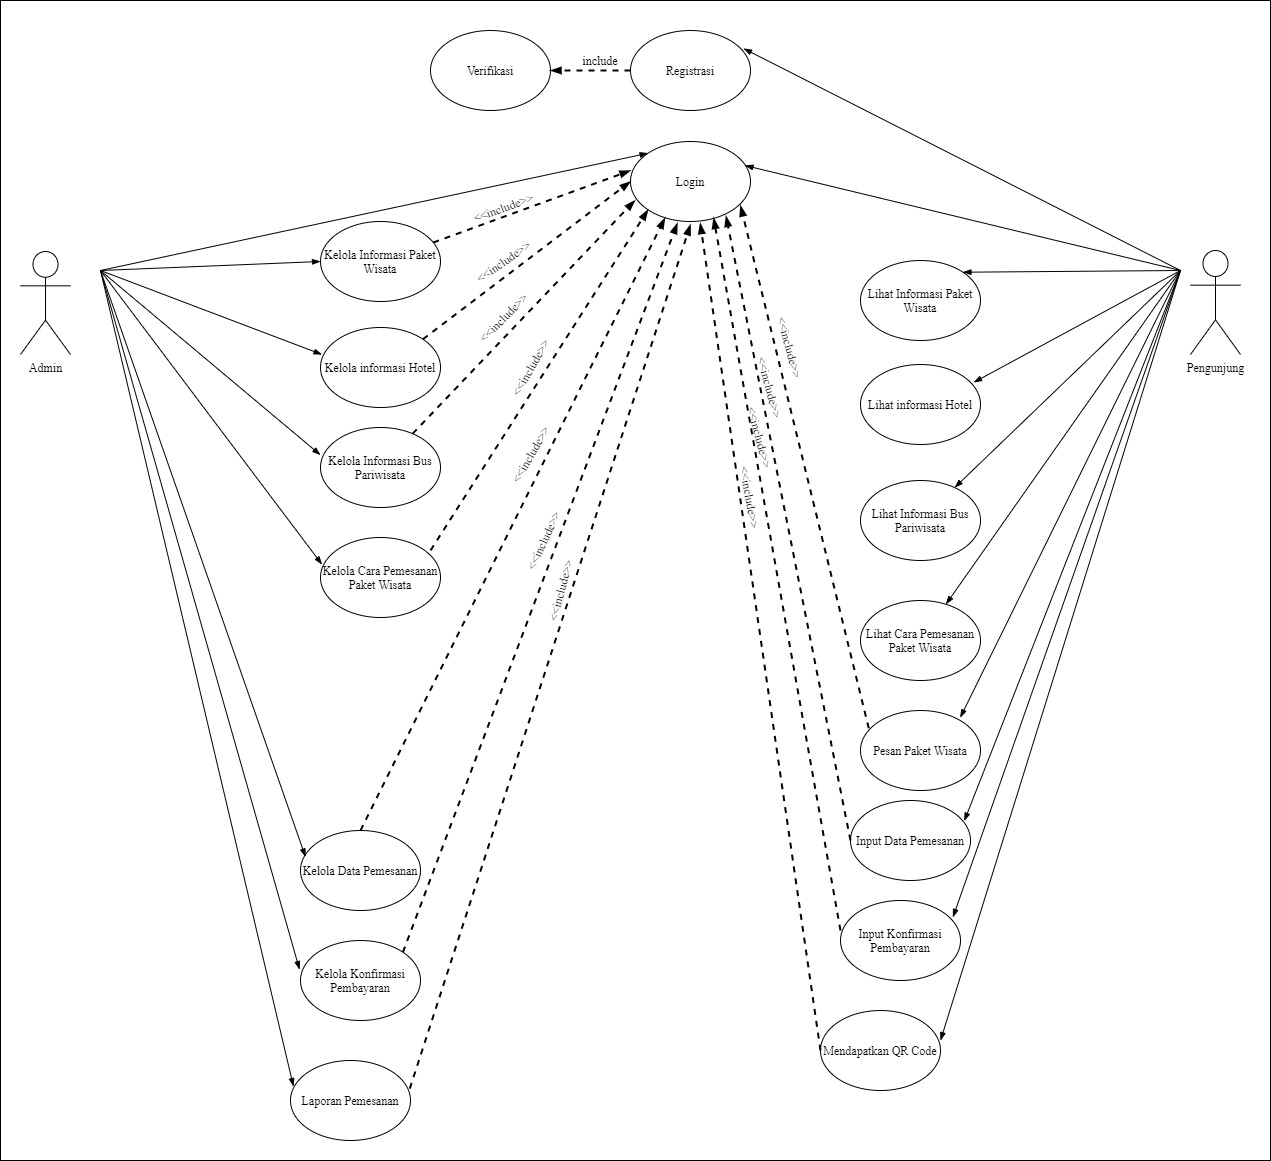 Verifikasi
include
Registrasi
Login
<<include>>
Kelola Informasi Paket
Wisata
<<include>>
Kelola informasi Hotel
<<include>>
Kelola Informasi Bus
Pariwisata
<<include>>
Kelola Cara Pemesanan
Paket Wisata
<<include>>
Kelola Data Pemesanan
<<include>>
Kelola Konfirmasi
Pembayaran
<<include>>
Laporan Pemesanan
Admin
Pengunjung
Lihat Informasi Paket
Wisata
Lihat informasi Hotel
Lihat Informasi Bus
Pariwisata
Lihat Cara Pemesanan
Paket Wisata
<<include>>
Pesan Paket Wisata
<<include>>
Input Data Pemesanan
<<include>>
Input Konfirmasi
Pembayaran
<<include>>
Mendapatkan QR Code